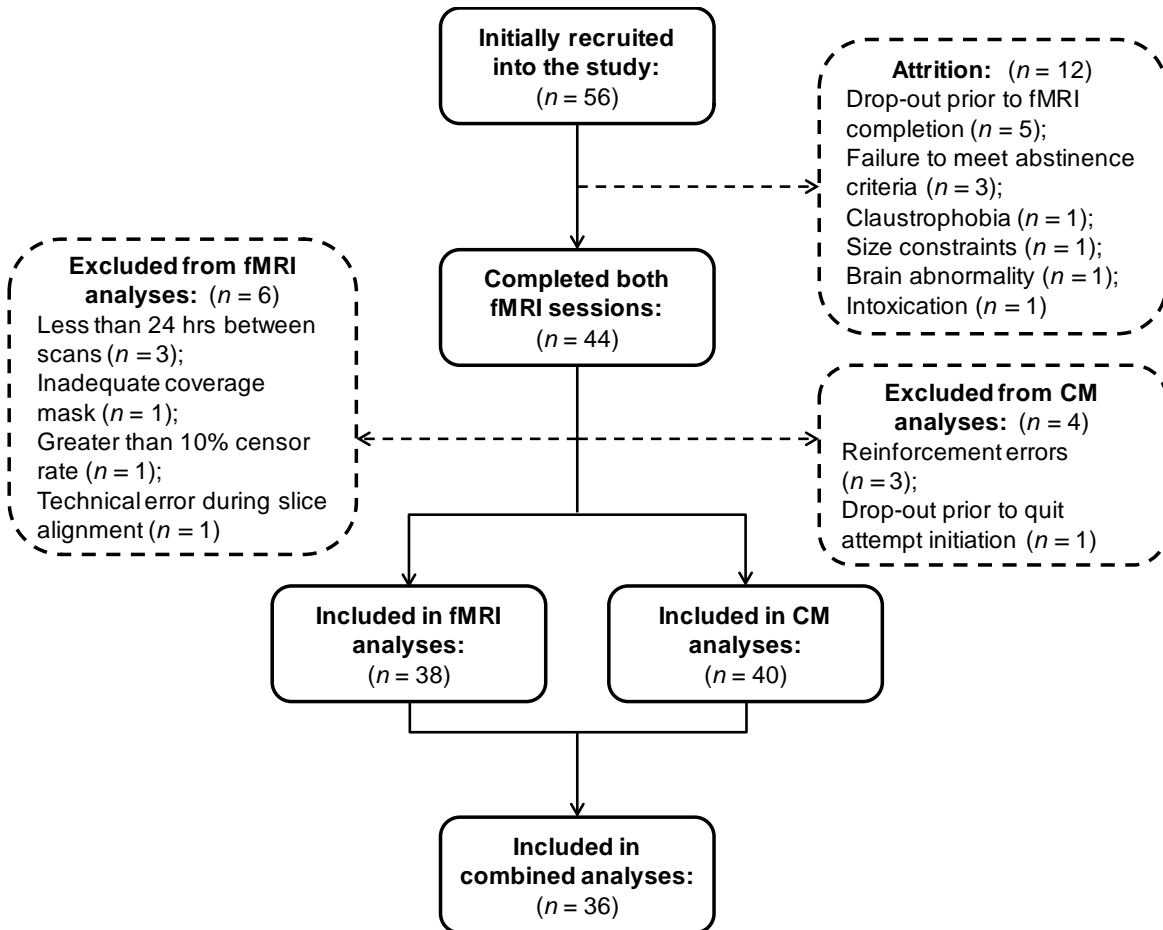 Initially recruited
into the study:
(n = 56)
Attrition: (n = 12)
Drop-out prior to fMRI
completion (n = 5);
Failure to meet abstinence
criteria (n = 3);
Claustrophobia (n = 1);
Size constraints (n = 1);
Brain abnormality (n = 1);
Intoxication (n = 1)
Completed both
fMRI sessions:
(n = 44)
Excluded from fMRI
analyses: (n = 6)
Less than 24 hrs between
scans (n = 3);
Inadequate coverage
mask (n = 1);
Greater than 10% censor
rate (n = 1);
Technical error during slice
alignment (n = 1)
Excluded from CM
analyses: (n = 4)
Reinforcement errors
(n = 3);
Drop-out prior to quit
attempt initiation (n = 1)
Included in fMRI
analyses:
(n = 38)
Included in CM
analyses:
(n = 40)
Included in
combined analyses:
(n = 36)